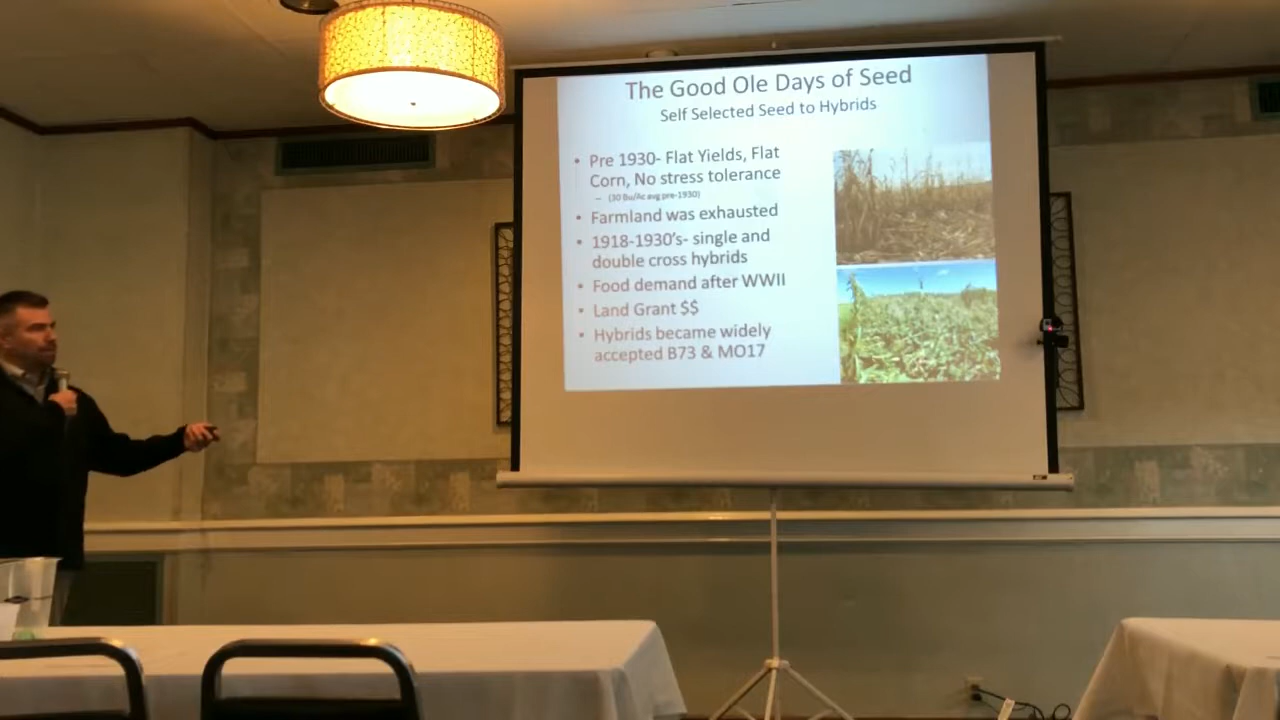 The Good Ole Days of Seed
Self Selected Seed to Hybrids
• Pre 1930- Flat Yields, Flat
Corn, No stress tolerance
– (30 Bu/Ac avg pre-1930)
• Farmland was exhausted
• 1918-1930's- single and
double cross hybrids
• Food demand after WWII
• Land Grant $$
• Hybrids became widely
accepted B73 & MO17